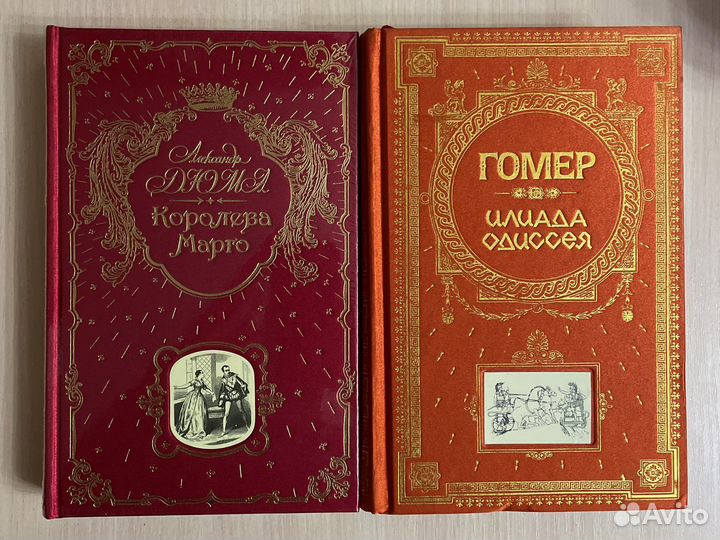 Александр
ДЮМА
Королева
Марго
ГОМЕР
ИЛИАДА
ОДИССЕЯ
Avito